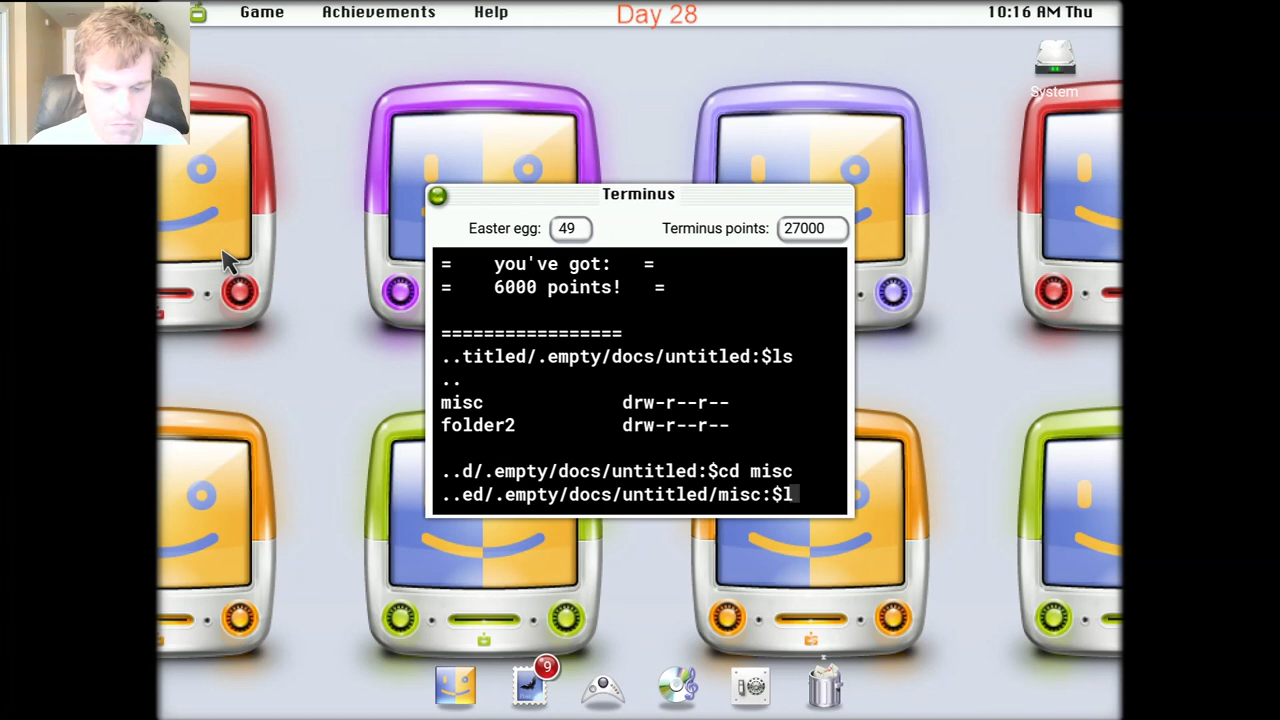 Game Achievements Help Day 28 10:16 AM Thu
System
Terminus
Easter egg: 49 Terminus points: 27000
= you've got: =
= 6000 points! =
=================
..titled/.empty/docs/untitled:$ls
..
misc drw-r--r--
folder2 drw-r--r--
..d/.empty/docs/untitled:$cd misc
..ed/.empty/docs/untitled/misc:$l
9